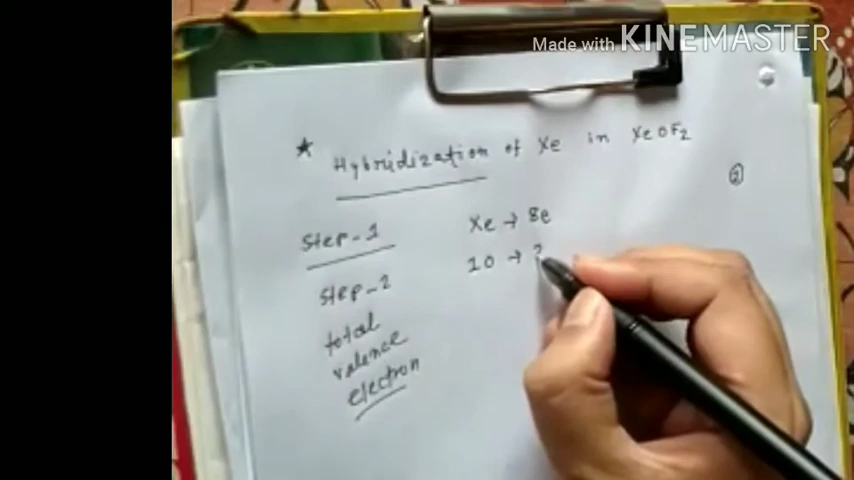 Made with KINEMASTER
★ Hybridization of Xe in XeOF₂
②
Step-1 Xe → 8e
Step-2 1O →
total
valence
electron